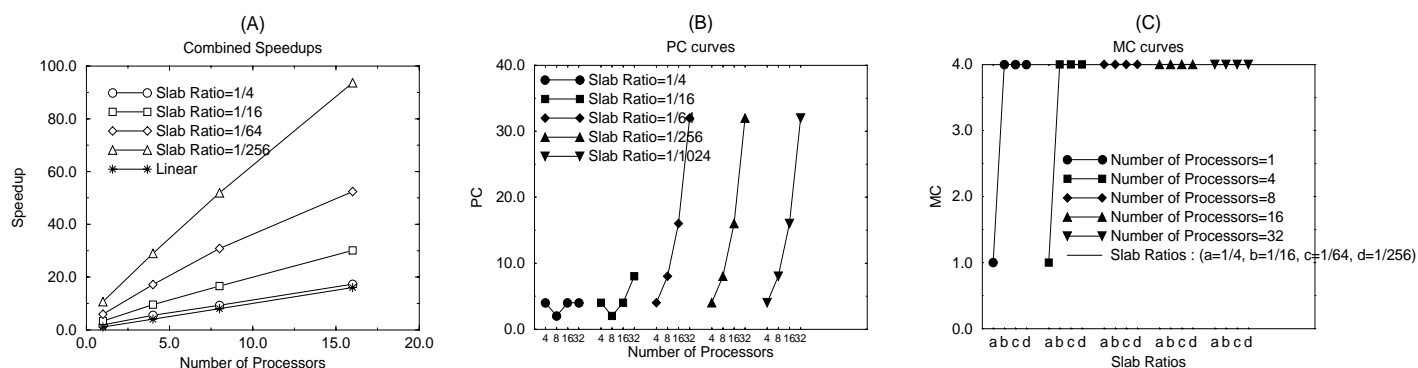 (A)
Combined Speedups
100.0
80.0
60.0
40.0
20.0
0.0
Speedup
Slab Ratio=1/4
Slab Ratio=1/16
Slab Ratio=1/64
Slab Ratio=1/256
Linear
0.0 5.0 10.0 15.0 20.0
Number of Processors
(B)
PC curves
40.0
30.0
20.0
10.0
0.0
PC
Slab Ratio=1/4
Slab Ratio=1/16
Slab Ratio=1/64
Slab Ratio=1/256
Slab Ratio=1/1024
4 8 1632 4 8 1632 4 8 1632 4 8 1632 4 8 1632
Number of Processors
(C)
MC curves
4.0
3.0
2.0
1.0
0.0
MC
Number of Processors=1
Number of Processors=4
Number of Processors=8
Number of Processors=16
Number of Processors=32
Slab Ratios : (a=1/4, b=1/16, c=1/64, d=1/256)
a b c d a b c d a b c d a b c d a b c d
Slab Ratios